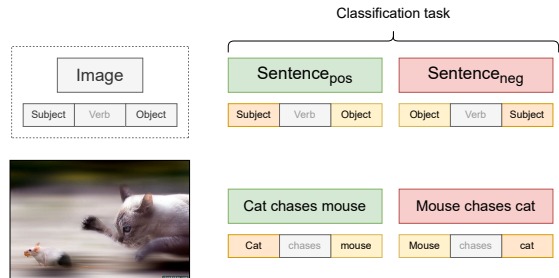 Classification task
Image
Sentencepos
Sentenceneg
Subject Verb Object
Subject Verb Object
Object Verb Subject
Cat chases mouse
Mouse chases cat
Cat chases mouse
Mouse chases cat